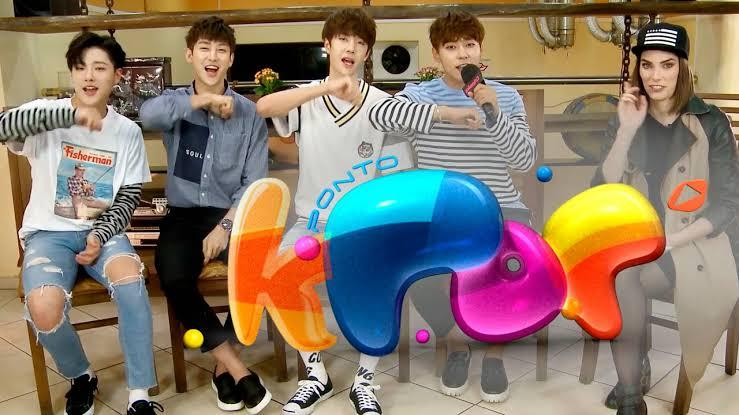 Fisherman
SOUL
PONTO
kpop